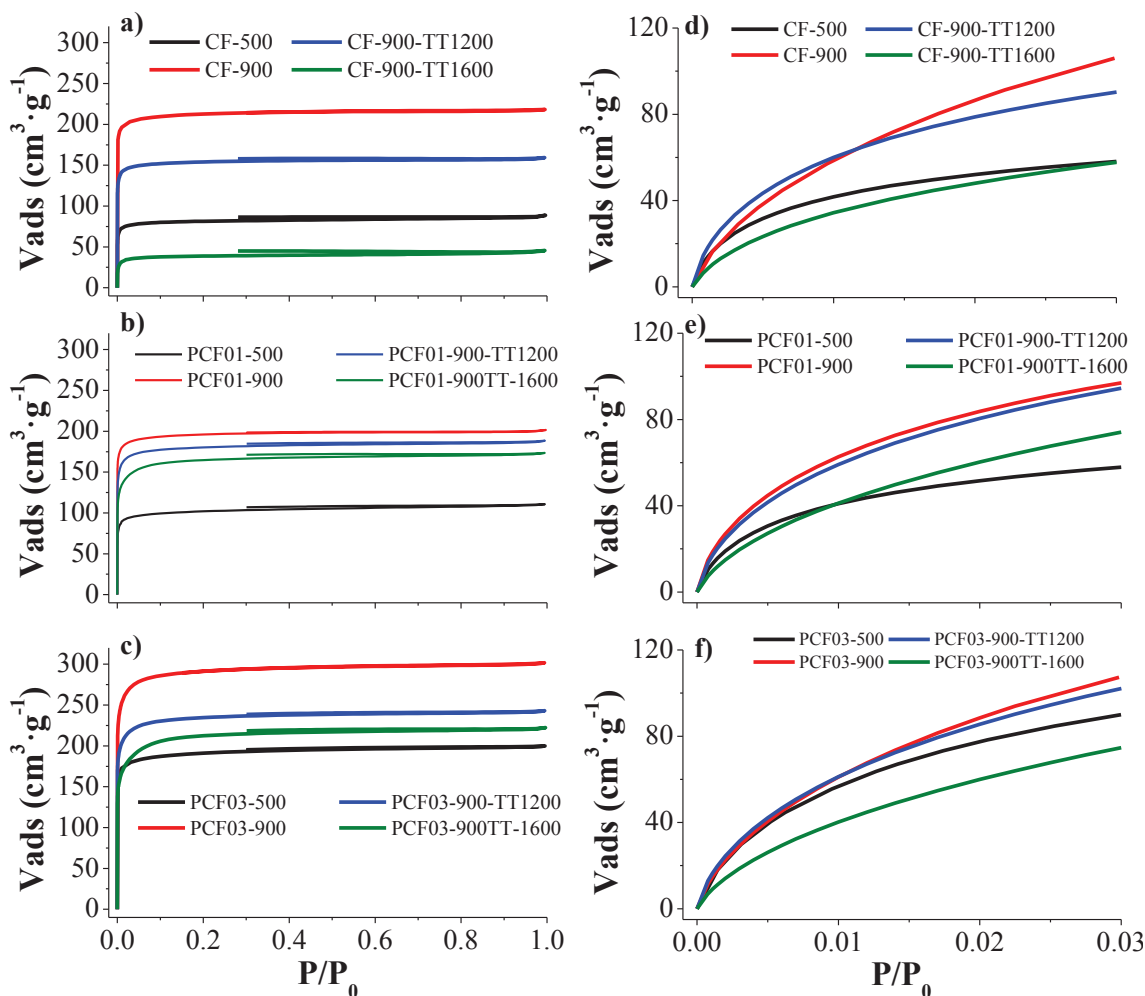 a)
CF-500 CF-900-TT1200
CF-900 CF-900-TT1600
300
250
200
150
100
50
0
Vads (cm³·g⁻¹)
b)
PCF01-500 PCF01-900-TT1200
PCF01-900 PCF01-900TT-1600
300
250
200
150
100
50
0
Vads (cm³·g⁻¹)
c)
300
250
200
150
100
50
0
Vads (cm³·g⁻¹)
PCF03-500 PCF03-900-TT1200
PCF03-900 PCF03-900TT-1600
0.0 0.2 0.4 0.6 0.8 1.0
P/P₀
d)
CF-500 CF-900-TT1200
CF-900 CF-900-TT1600
120
80
40
0
Vads (cm³·g⁻¹)
e)
PCF01-500 PCF01-900-TT1200
PCF01-900 PCF01-900TT-1600
120
80
40
0
Vads (cm³·g⁻¹)
f)
PCF03-500 PCF03-900-TT1200
PCF03-900 PCF03-900TT-1600
120
80
40
0
Vads (cm³·g⁻¹)
0.00 0.01 0.02 0.03
P/P₀